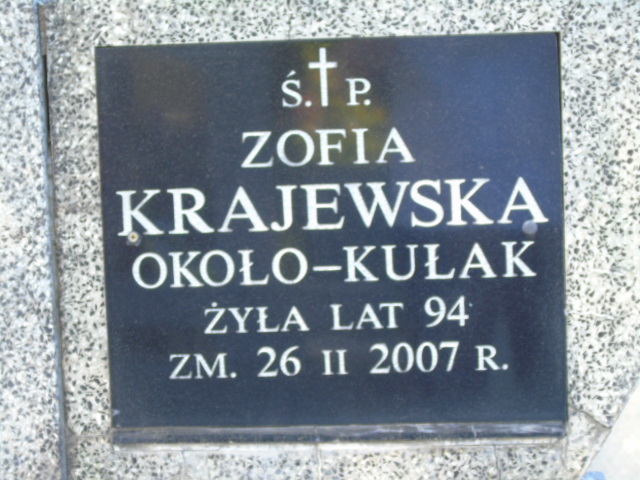 Ś. P.
ZOFIA
KRAJEWSKA
OKOŁO-KUŁAK
ŻYŁA LAT 94
ZM. 26 II 2007 R.